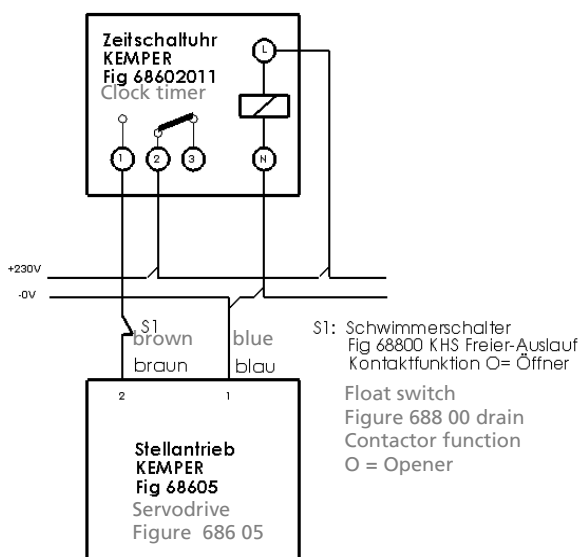 Zeitschaltuhr
KEMPER
Fig 68602011
Clock timer
L
1
2
3
N
+230V
-0V
S1
brown
blue
braun
blau
S1: Schwimmerschalter
Fig 68800 KHS Freier-Auslauf
Kontaktfunktion O= Öffner
Float switch
Figure 688 00 drain
Contactor function
O = Opener
2
1
Stellantrieb
KEMPER
Fig 68605
Servodrive
Figure 686 05